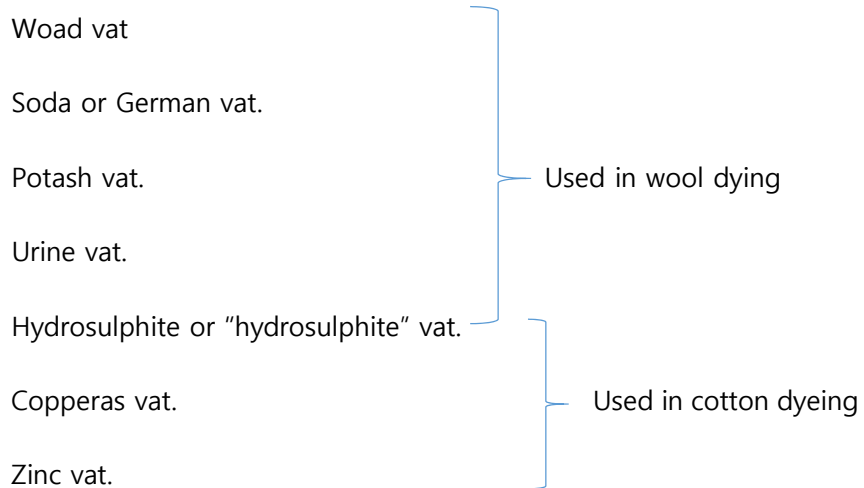 Woad vat
Soda or German vat.
Potash vat.
Used in wool dying
Urine vat.
Hydrosulphite or "hydrosulphite" vat.
Copperas vat.
Used in cotton dyeing
Zinc vat.